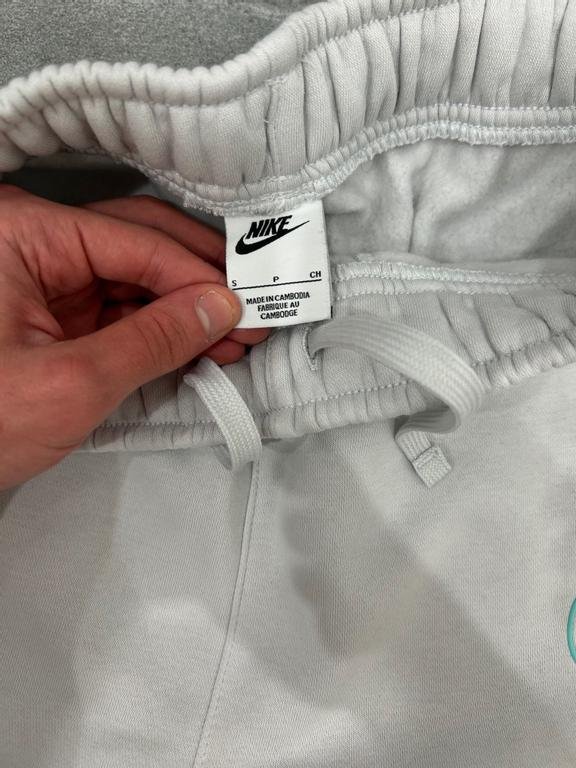 NIKE
S P CH
MADE IN CAMBODIA
FABRIQUE AU
CAMBODGE